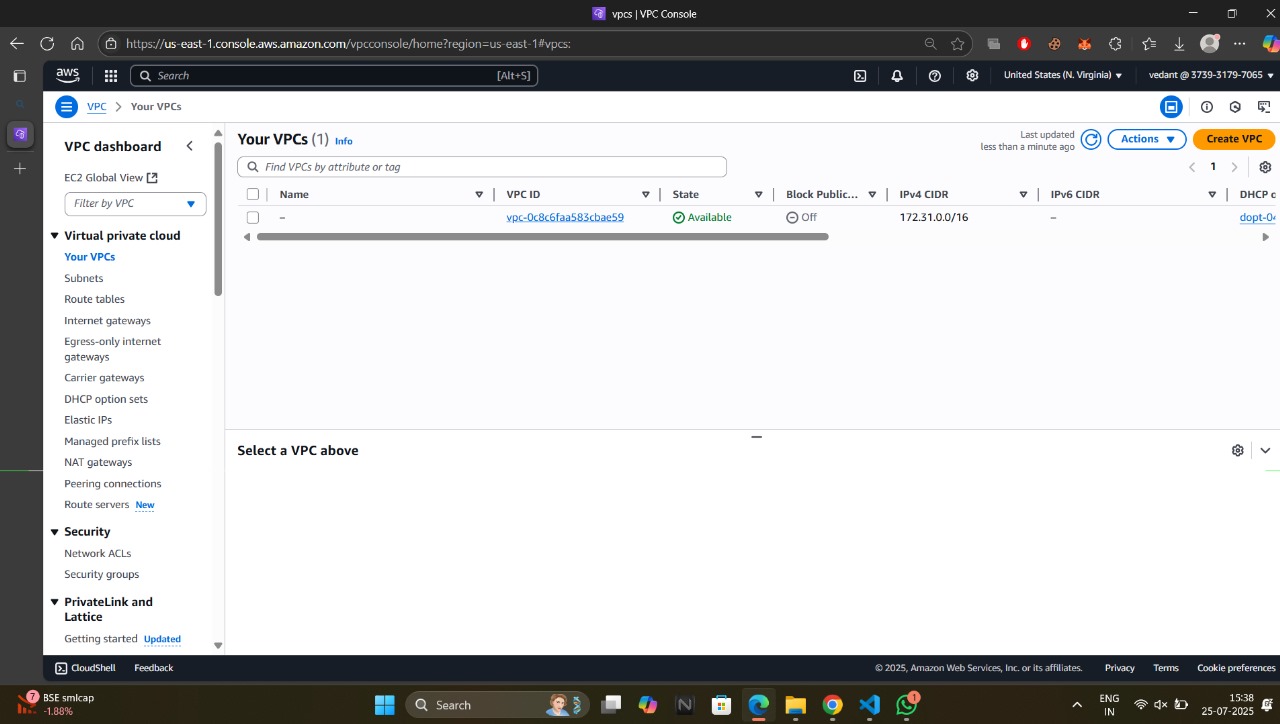 vpcs | VPC Console
https://us-east-1.console.aws.amazon.com/vpcconsole/home?region=us-east-1#vpcs:
aws
Search [Alt+S]
United States (N. Virginia) ▼
vedant @ 3739-3179-7065 ▼
VPC > Your VPCs
VPC dashboard
EC2 Global View
Filter by VPC
Virtual private cloud
Your VPCs
Subnets
Route tables
Internet gateways
Egress-only internet
gateways
Carrier gateways
DHCP option sets
Elastic IPs
Managed prefix lists
NAT gateways
Peering connections
Route servers New
Security
Network ACLs
Security groups
PrivateLink and
Lattice
Getting started Updated
Your VPCs (1) Info
Last updated
less than a minute ago
Actions ▼
Create VPC
Find VPCs by attribute or tag
1
Name VPC ID State Block Public... IPv4 CIDR IPv6 CIDR DHCP o
– vpc-0c8c6faa583cbae59 Available Off 172.31.0.0/16 – dopt-04
Select a VPC above
CloudShell Feedback
© 2025, Amazon Web Services, Inc. or its affiliates. Privacy Terms Cookie preferences
7
BSE smlcap
-1.88%
Search
N
1
ENG
IN
15:38
25-07-2025